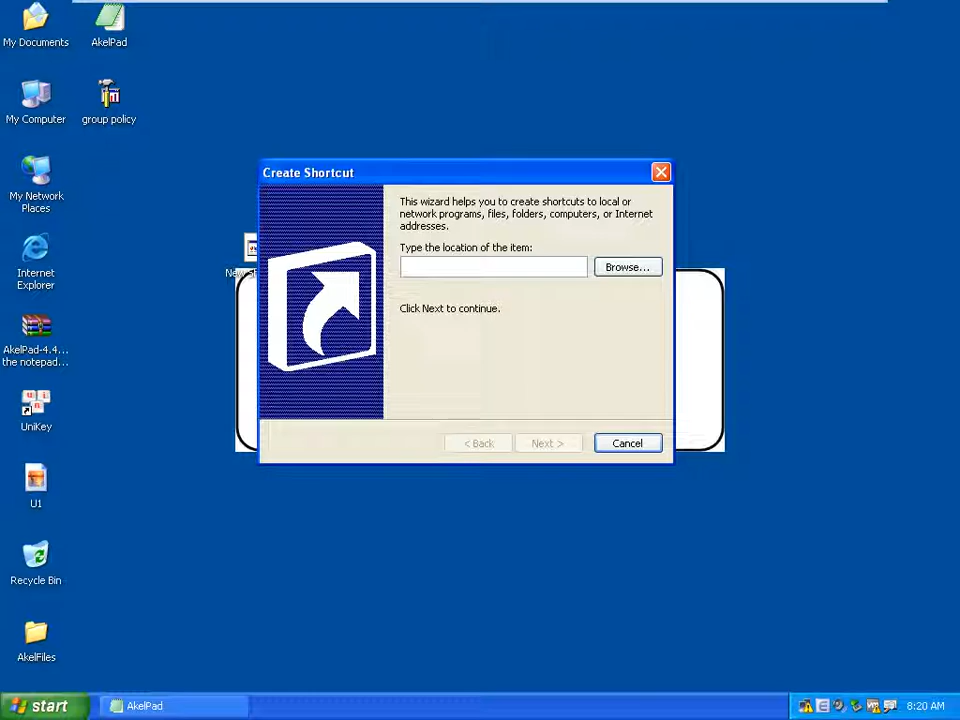 My Documents
AkelPad
My Computer
group policy
My Network
Places
Internet
Explorer
AkelPad-4.4...
the notepad...
UniKey
U1
Recycle Bin
AkelFiles
Create Shortcut
This wizard helps you to create shortcuts to local or
network programs, files, folders, computers, or Internet
addresses.
Type the location of the item:
Browse...
Click Next to continue.
< Back
Next >
Cancel
start
AkelPad
8:20 AM